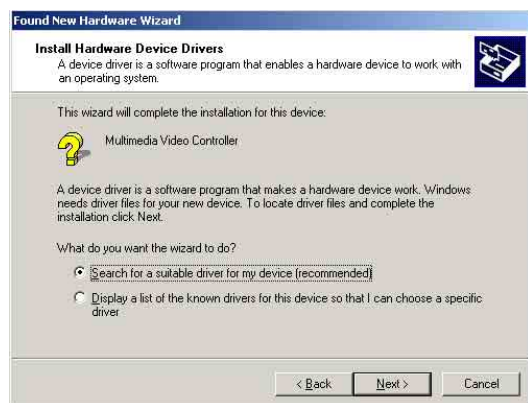 Found New Hardware Wizard
Install Hardware Device Drivers
A device driver is a software program that enables a hardware device to work with
an operating system.
This wizard will complete the installation for this device:
Multimedia Video Controller
A device driver is a software program that makes a hardware device work. Windows
needs driver files for your new device. To locate driver files and complete the
installation click Next.
What do you want the wizard to do?
Search for a suitable driver for my device (recommended)
Display a list of the known drivers for this device so that I can choose a specific
driver
< Back
Next >
Cancel